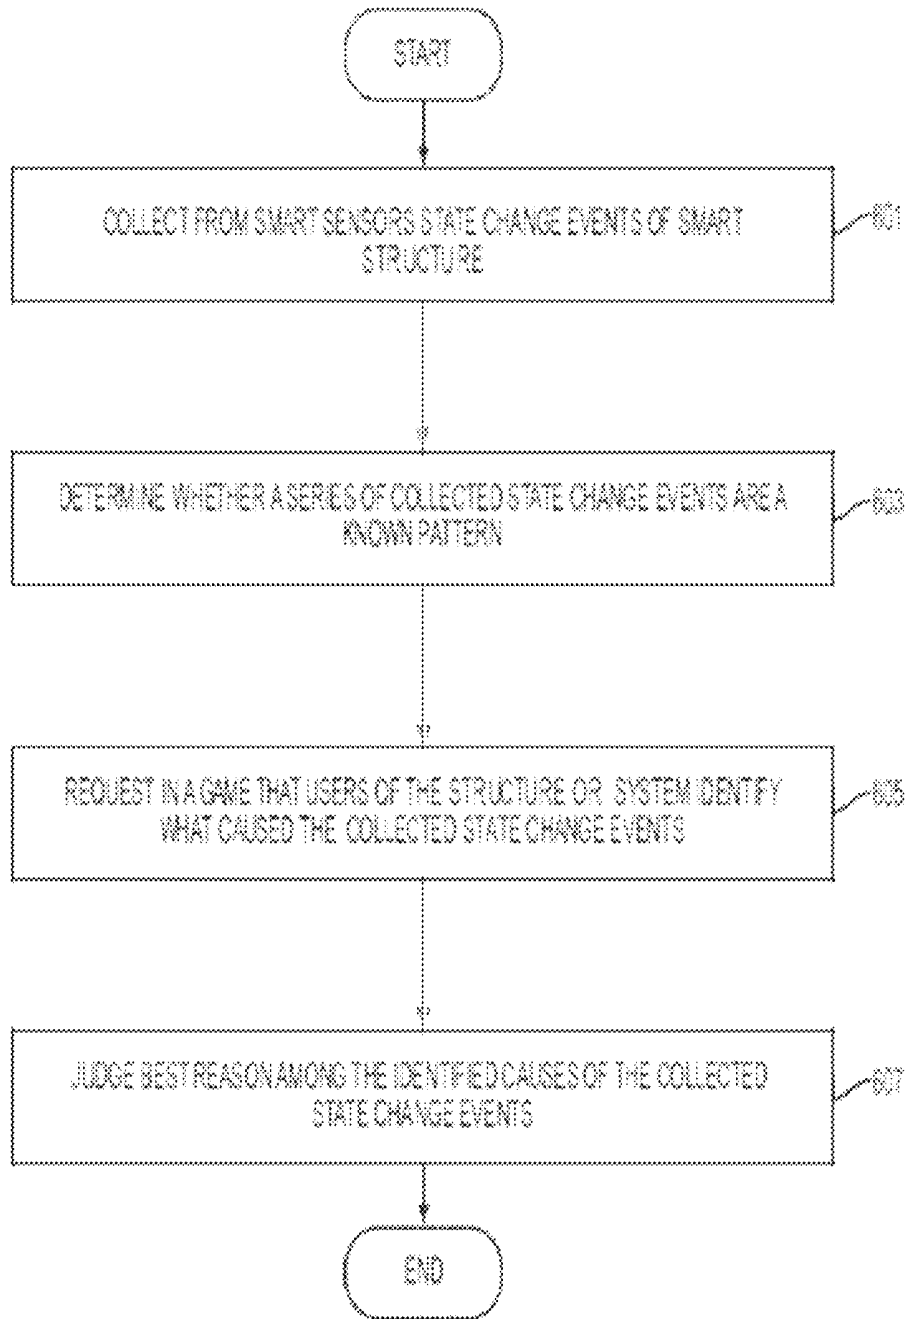 START
COLLECT FROM SMART SENSORS STATE CHANGE EVENTS OF SMART
STRUCTURE
601
DETERMINE WHETHER A SERIES OF COLLECTED STATE CHANGE EVENTS ARE A
KNOWN PATTERN
603
REQUEST IN A GAME THAT USERS OF THE STRUCTURE OR SYSTEM IDENTIFY
WHAT CAUSED THE COLLECTED STATE CHANGE EVENTS
605
JUDGE BEST REASON AMONG THE IDENTIFIED CAUSES OF THE COLLECTED
STATE CHANGE EVENTS
607
END